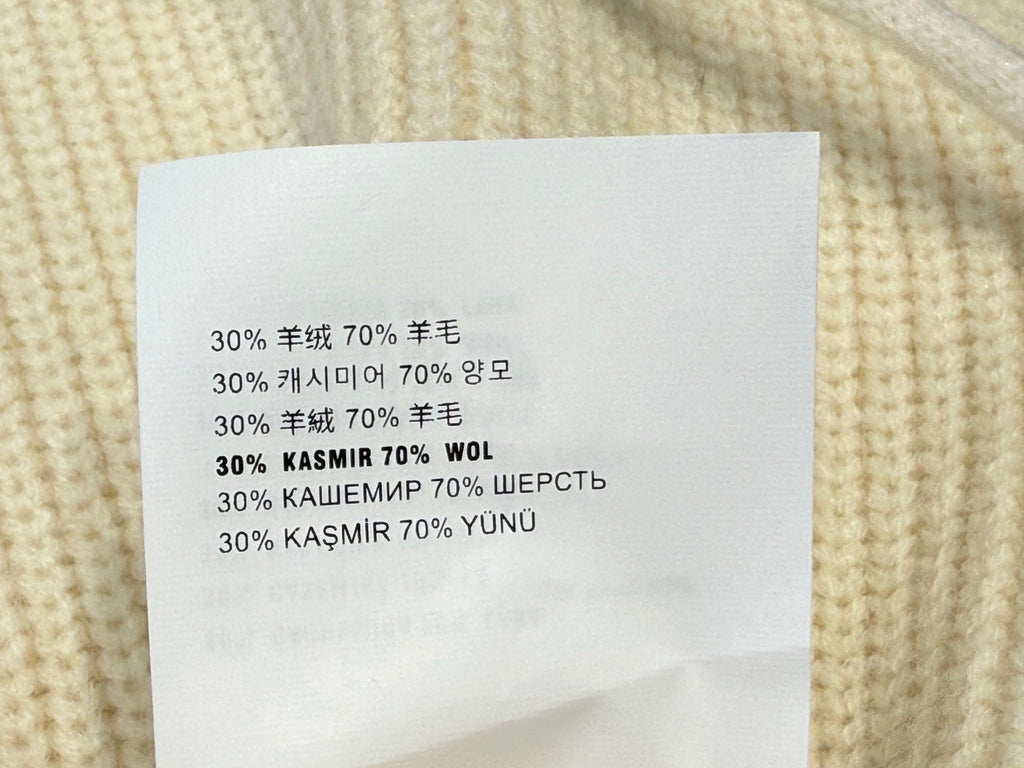 30% 羊绒 70% 羊毛
30% 캐시미어 70% 양모
30% 羊絨 70% 羊毛
30% KASMIR 70% WOL
30% КАШЕМИР 70% ШЕРСТЬ
30% KAŞMİR 70% YÜNÜ